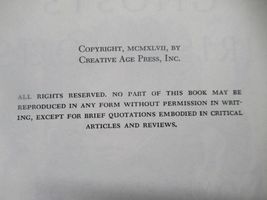 Copyright, MCMXLVII, by
Creative Age Press, Inc.
ALL RIGHTS RESERVED. NO PART OF THIS BOOK MAY BE
REPRODUCED IN ANY FORM WITHOUT PERMISSION IN WRIT-
ING, EXCEPT FOR BRIEF QUOTATIONS EMBODIED IN CRITICAL
ARTICLES AND REVIEWS.